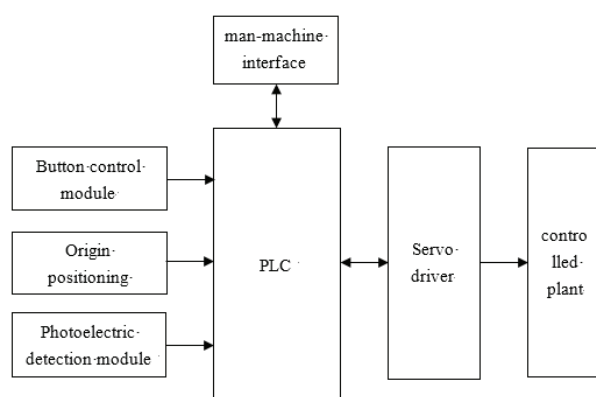 man-machine
interface
Button control
module
Origin
positioning
Photoelectric
detection module
PLC
Servo
driver
contro
lled
plant